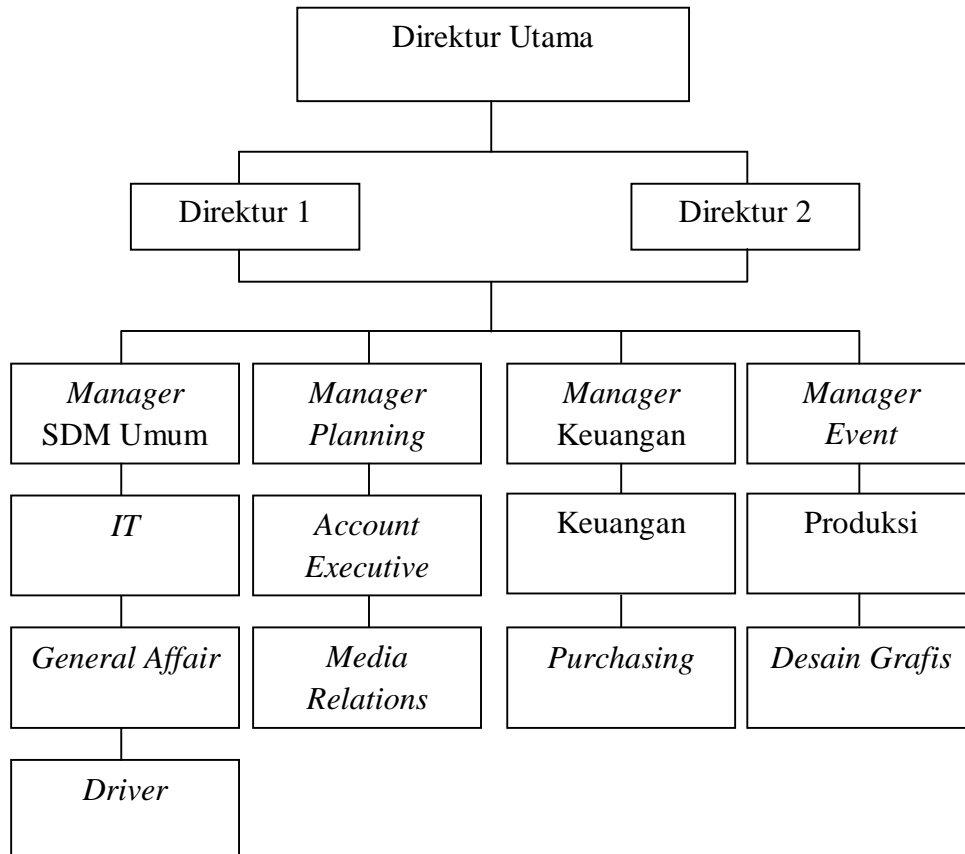 Direktur Utama
Direktur 1
Direktur 2
Manager
SDM Umum
Manager
Planning
Manager
Keuangan
Manager
Event
IT
Account
Executive
Keuangan
Produksi
General Affair
Media
Relations
Purchasing
Desain Grafis
Driver